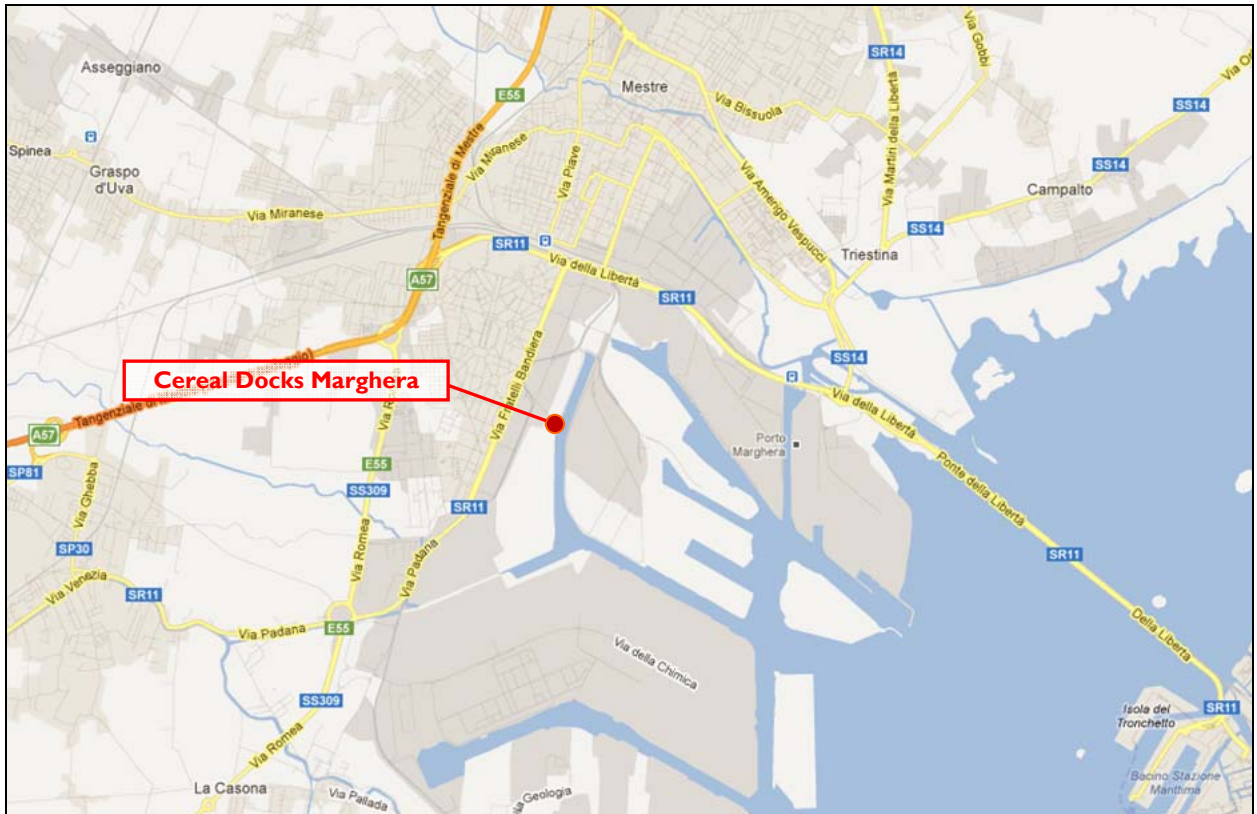 Asseggiano
Mestre
SR14
Via Gobbi
E55
Via Bissuola
SS14
Tangenziale di Mestre
Via Miranese
Via Piave
Via Martiri della Libertà
Spinea
Graspo
d'Uva
SS14
Campalto
Via Miranese
Via Amerigo Vespucci
SS14
SR11
Triestina
Via della Libertà
A57
SR11
SS14
Cereal Docks Marghera
Via Fratelli Bandiera
Via della Libertà
A57
Porto
Marghera
E55
SP81
Via Ghebba
SS309
SR11
Ponte della Libertà
Via Romea
SP30
Via Padana
SR11
Via Venezia
SR11
Via Padana
E55
Della Libertà
Via della Chimica
SS309
Isola del
Tronchetto
SR11
Via Romea
Bacino Stazione
Marittima
La Casona
Via Pallada
Geologia